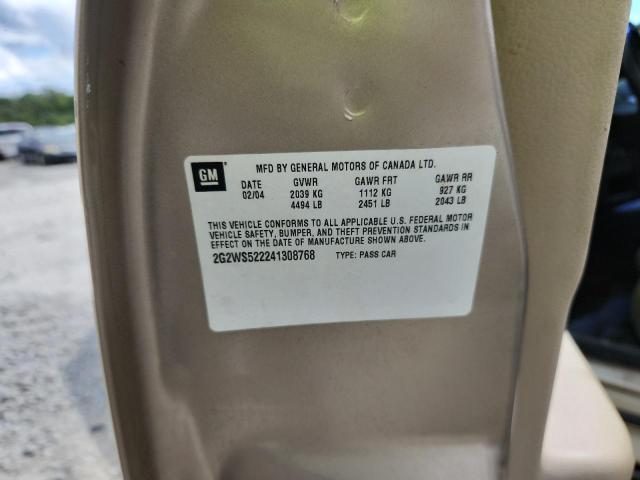 GM
MFD BY GENERAL MOTORS OF CANADA LTD.
DATE GVWR GAWR FRT GAWR RR
02/04 2039 KG 1112 KG 927 KG
4494 LB 2451 LB 2043 LB
THIS VEHICLE CONFORMS TO ALL APPLICABLE U.S. FEDERAL MOTOR
VEHICLE SAFETY, BUMPER, AND THEFT PREVENTION STANDARDS IN
EFFECT ON THE DATE OF MANUFACTURE SHOWN ABOVE.
2G2WS522241308768 TYPE: PASS CAR